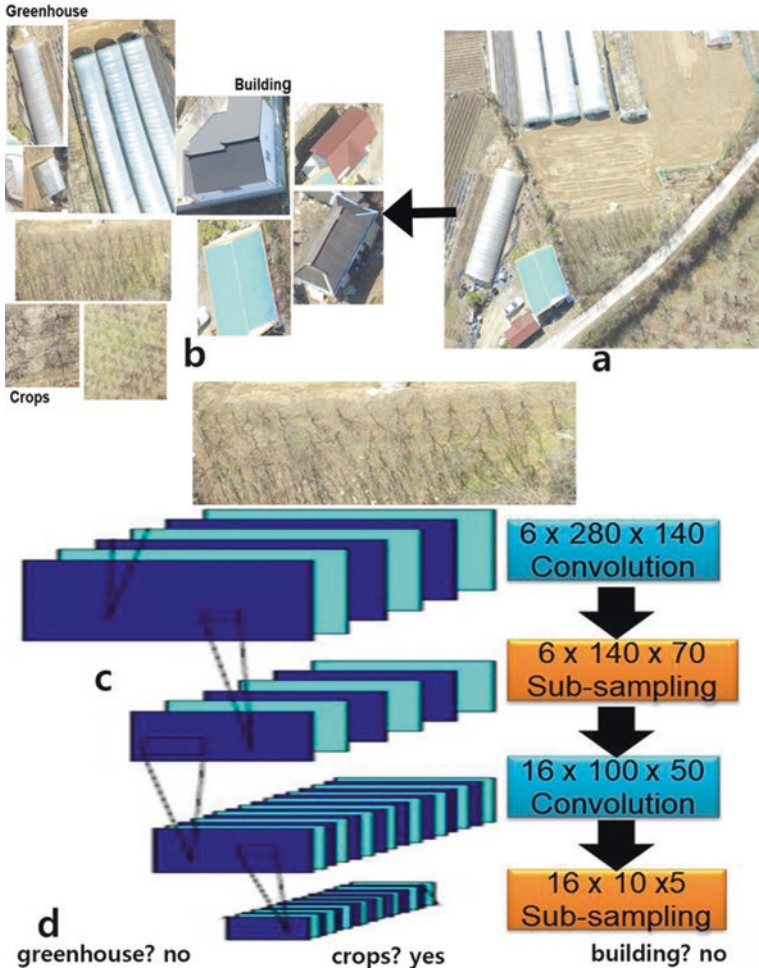 Greenhouse
Building
b
a
Crops
6 x 280 x 140
Convolution
c
6 x 140 x 70
Sub-sampling
16 x 100 x 50
Convolution
16 x 10 x5
Sub-sampling
d
greenhouse? no
crops? yes
building? no